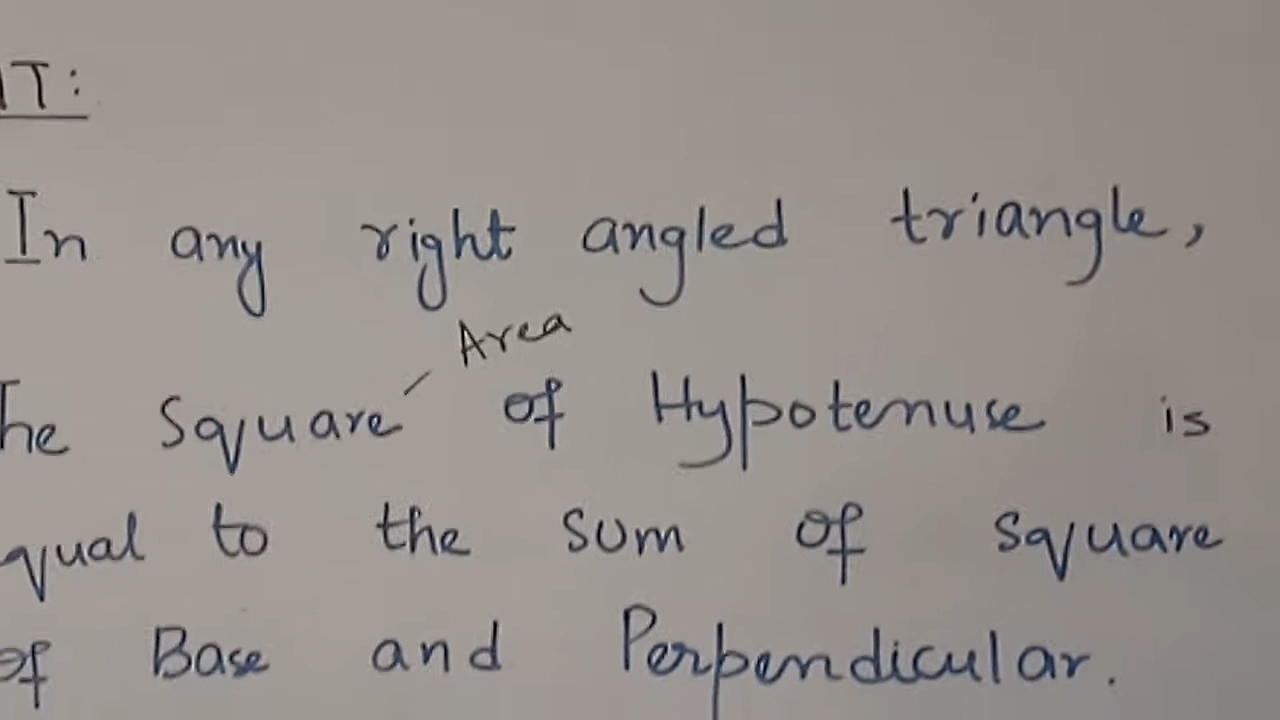 T:
In any right angled triangle,
Area
he Square of Hypotenuse is
qual to the sum of square
of Base and Perpendicular.